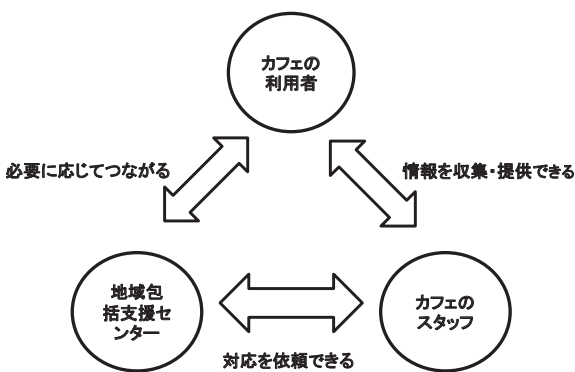 カフェの
利用者
必要に応じてつながる
情報を収集・提供できる
地域包
括支援セ
ンター
カフェの
スタッフ
対応を依頼できる